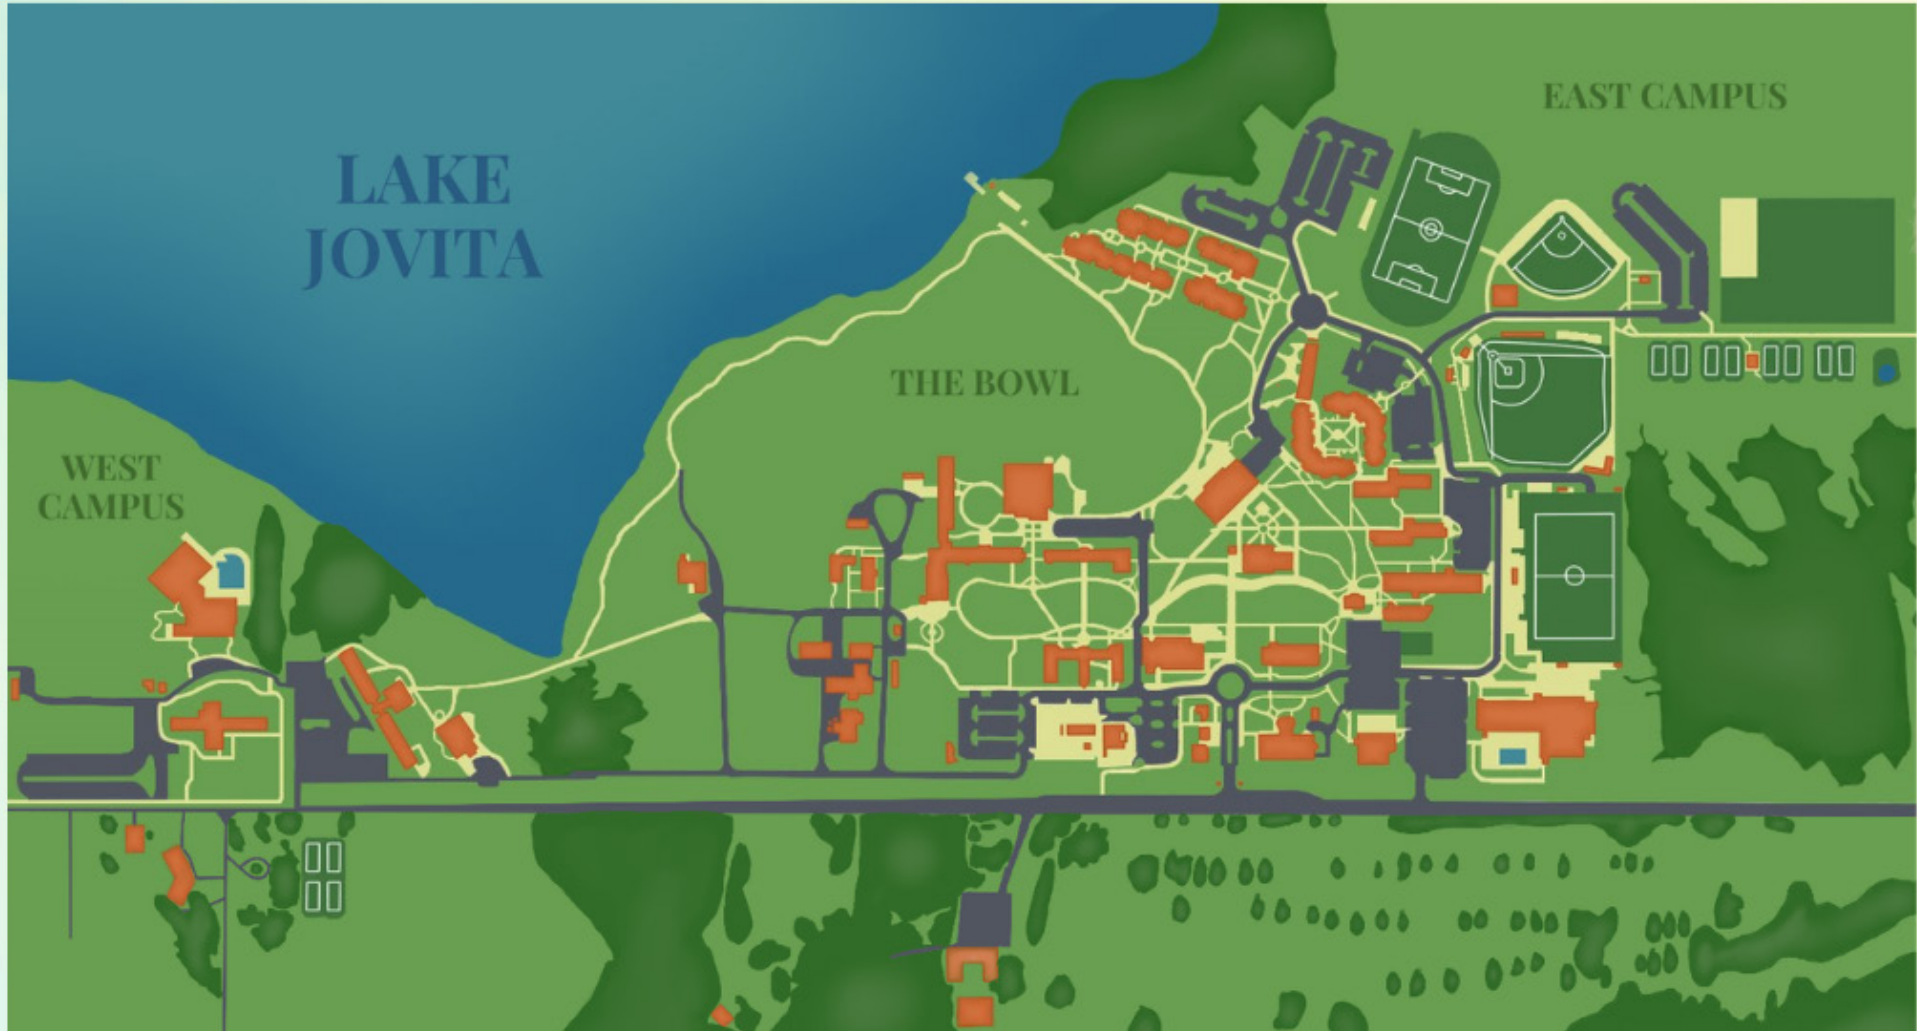 LAKE
JOVITA
EAST CAMPUS
THE BOWL
WEST
CAMPUS